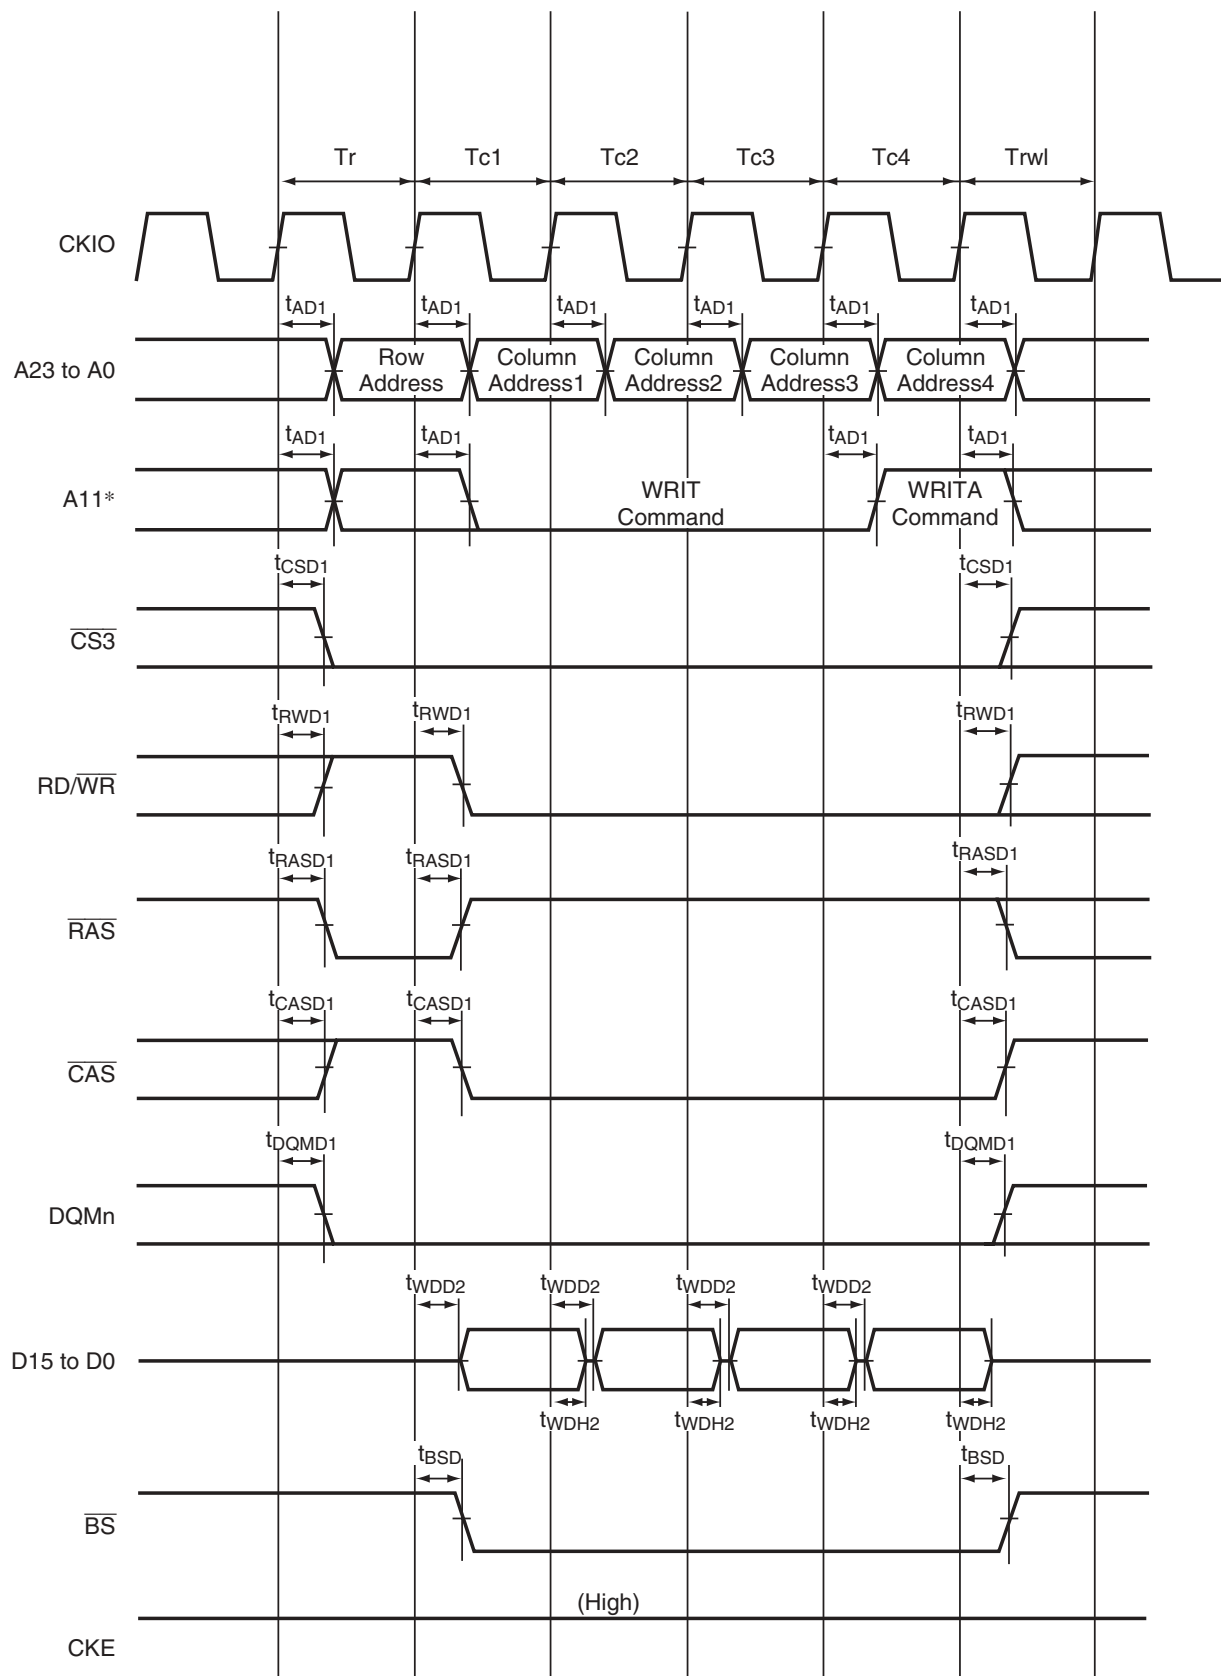 Tr Tc1 Tc2 Tc3 Tc4 Trwl
CKIO
tAD1 tAD1 tAD1 tAD1 tAD1 tAD1
A23 to A0
Row Address
Column Address1
Column Address2
Column Address3
Column Address4
tAD1 tAD1 tAD1 tAD1
A11*
WRIT Command
WRITA Command
tCSD1 tCSD1
CS3
tRWD1 tRWD1 tRWD1
RD/WR
tRASD1 tRASD1 tRASD1
RAS
tCASD1 tCASD1 tCASD1
CAS
tDQMD1 tDQMD1
DQMn
tWDD2 tWDD2 tWDD2 tWDD2
D15 to D0
tWDH2 tWDH2 tWDH2 tWDH2
tBSD tBSD
BS
(High)
CKE